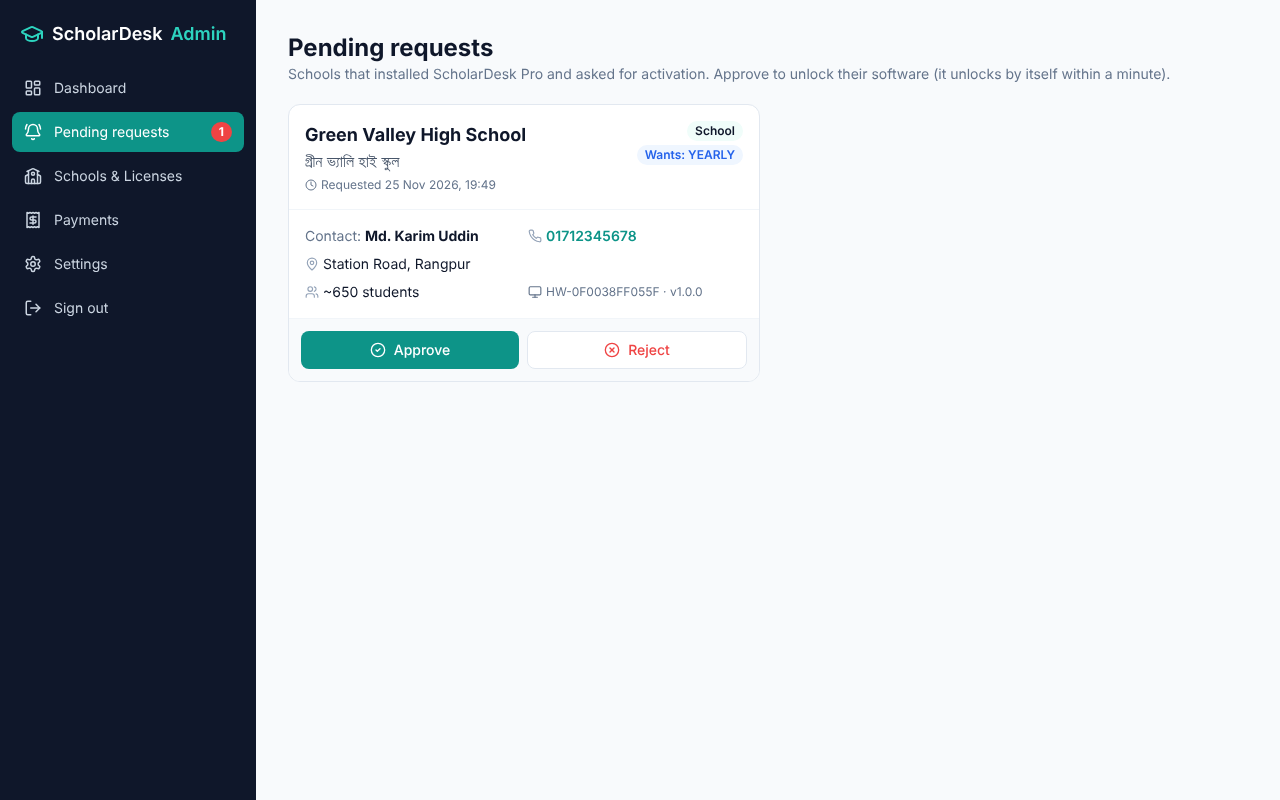 ScholarDesk Admin
Dashboard
Pending requests 1
Schools & Licenses
Payments
Settings
Sign out
Pending requests
Schools that installed ScholarDesk Pro and asked for activation. Approve to unlock their software (it unlocks by itself within a minute).
Green Valley High School
School
গ্রীন ভ্যালি হাই স্কুল
Wants: YEARLY
Requested 25 Nov 2026, 19:49
Contact: Md. Karim Uddin
01712345678
Station Road, Rangpur
~650 students
HW-0F0038FF055F · v1.0.0
Approve
Reject